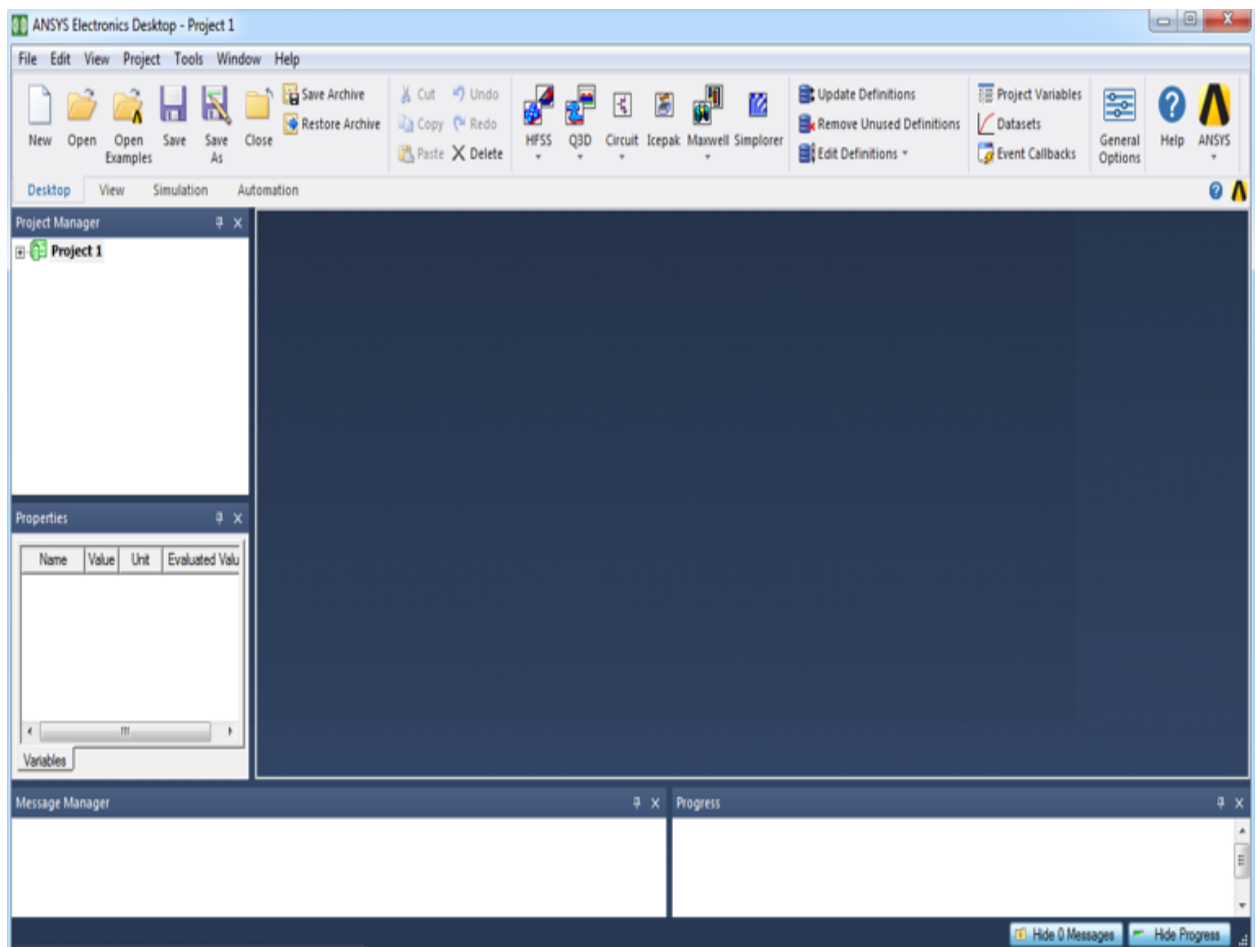 ANSYS Electronics Desktop - Project 1
File Edit View Project Tools Window Help
New Open Open Examples Save Save As Close
Save Archive
Restore Archive
Cut Undo
Copy Redo
Paste Delete
HFSS Q3D Circuit Icepak Maxwell Simplorer
Update Definitions
Remove Unused Definitions
Edit Definitions
Project Variables
Datasets
Event Callbacks
General Options
Help ANSYS
Desktop View Simulation Automation
Project Manager
Project 1
Properties
Name Value Unit Evaluated Valu
Variables
Message Manager
Progress
Hide 0 Messages Hide Progress